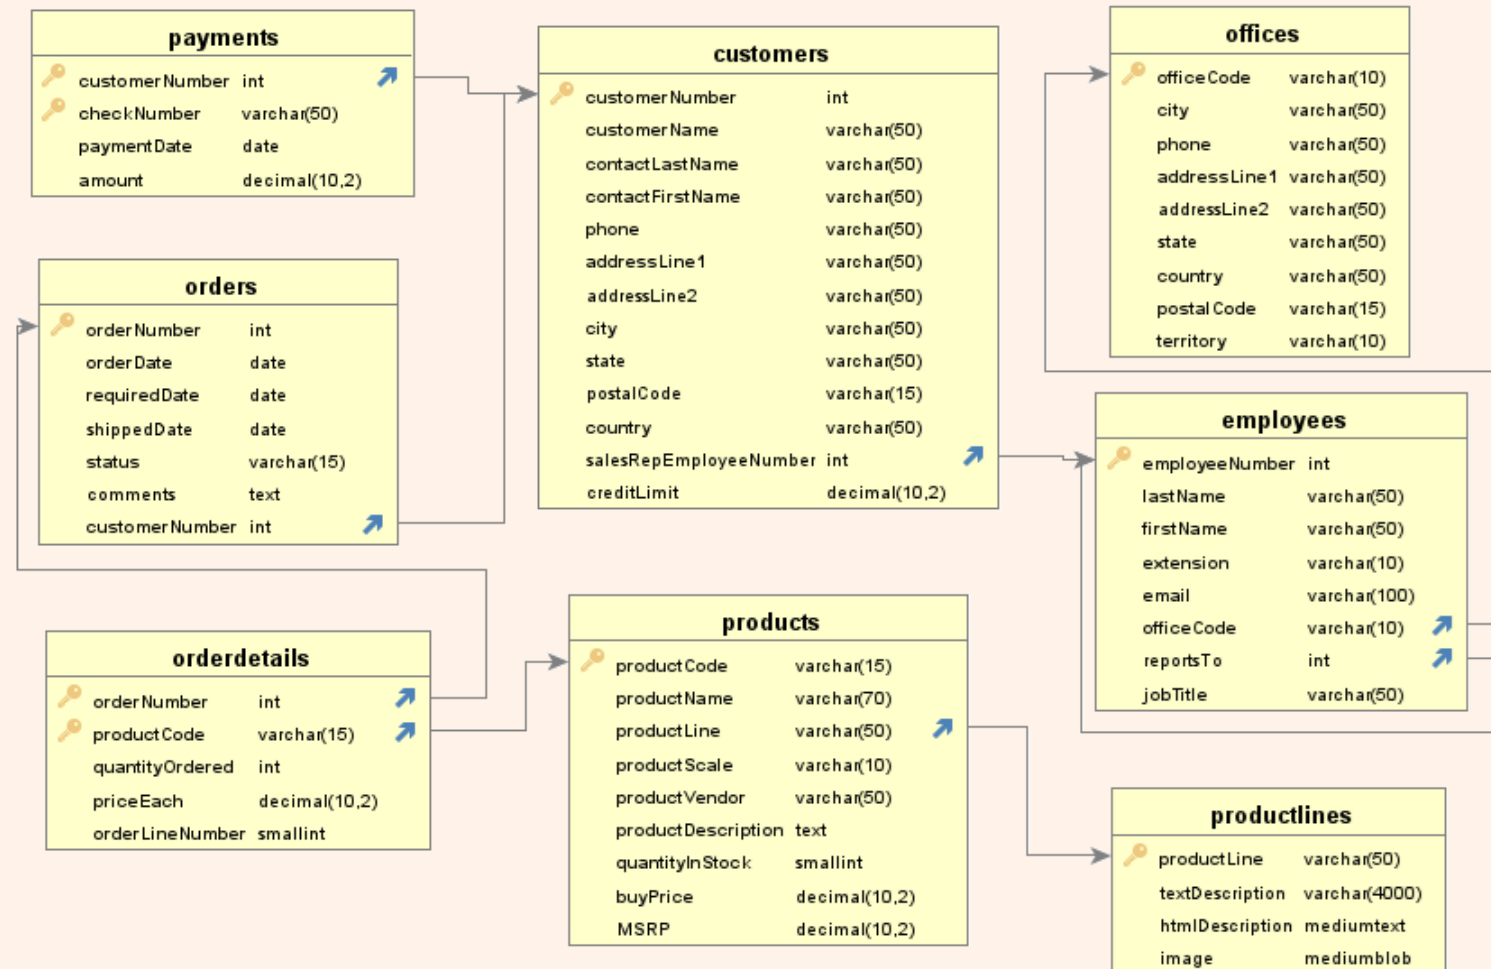 payments
customerNumber int
checkNumber varchar(50)
paymentDate date
amount decimal(10,2)
customers
customerNumber int
customerName varchar(50)
contactLastName varchar(50)
contactFirstName varchar(50)
phone varchar(50)
addressLine1 varchar(50)
addressLine2 varchar(50)
city varchar(50)
state varchar(50)
postalCode varchar(15)
country varchar(50)
salesRepEmployeeNumber int
creditLimit decimal(10,2)
offices
officeCode varchar(10)
city varchar(50)
phone varchar(50)
addressLine1 varchar(50)
addressLine2 varchar(50)
state varchar(50)
country varchar(50)
postalCode varchar(15)
territory varchar(10)
orders
orderNumber int
orderDate date
requiredDate date
shippedDate date
status varchar(15)
comments text
customerNumber int
employees
employeeNumber int
lastName varchar(50)
firstName varchar(50)
extension varchar(10)
email varchar(100)
officeCode varchar(10)
reportsTo int
jobTitle varchar(50)
orderdetails
orderNumber int
productCode varchar(15)
quantityOrdered int
priceEach decimal(10,2)
orderLineNumber smallint
products
productCode varchar(15)
productName varchar(70)
productLine varchar(50)
productScale varchar(10)
productVendor varchar(50)
productDescription text
quantityInStock smallint
buyPrice decimal(10,2)
MSRP decimal(10,2)
productlines
productLine varchar(50)
textDescription varchar(4000)
htmlDescription mediumtext
image mediumblob